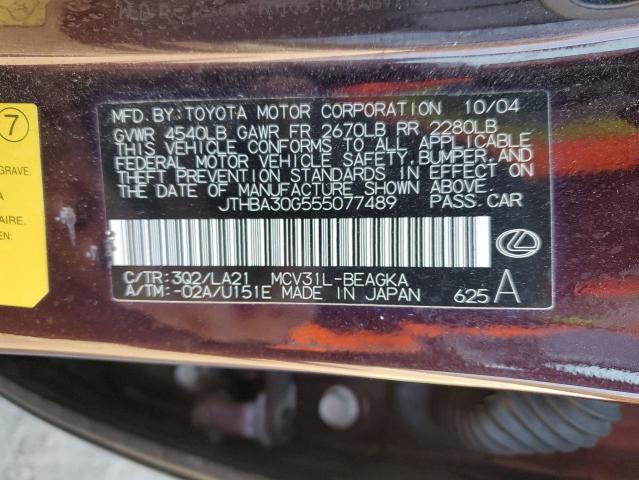 MFD. BY: TOYOTA MOTOR CORPORATION 10/04
GVWR 4540LB GAWR FR 2670LB RR 2280LB
THIS VEHICLE CONFORMS TO ALL APPLICABLE
FEDERAL MOTOR VEHICLE SAFETY, BUMPER, AND
THEFT PREVENTION STANDARDS IN EFFECT ON
THE DATE OF MANUFACTURE SHOWN ABOVE.
JTHBA30G555077489 PASS. CAR
C/TR: 3Q2/LA21 MCV31L-BEAGKA
A/TM: -02A/U151E MADE IN JAPAN 625 A
7
GRAVE:
A
AIRE.